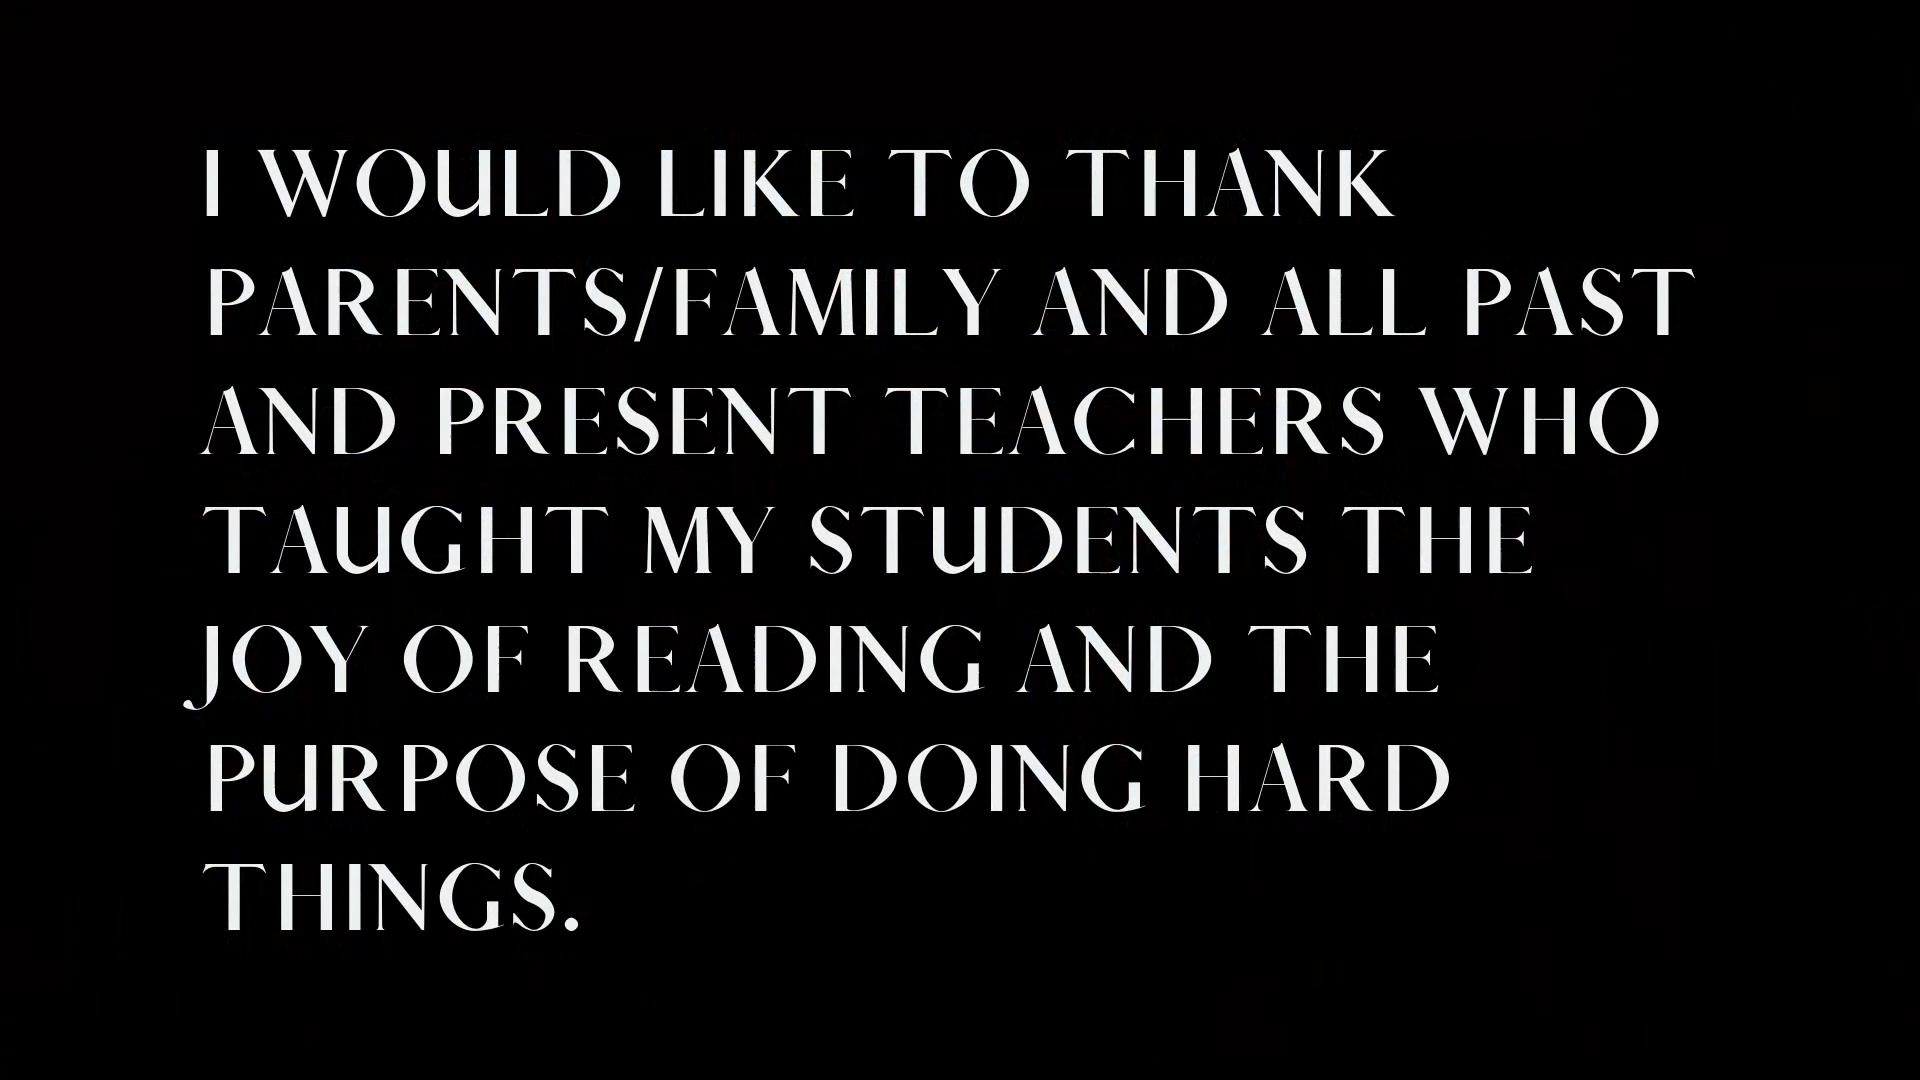 I WOULD LIKE TO THANK
PARENTS/FAMILY AND ALL PAST
AND PRESENT TEACHERS WHO
TAUGHT MY STUDENTS THE
JOY OF READING AND THE
PURPOSE OF DOING HARD
THINGS.